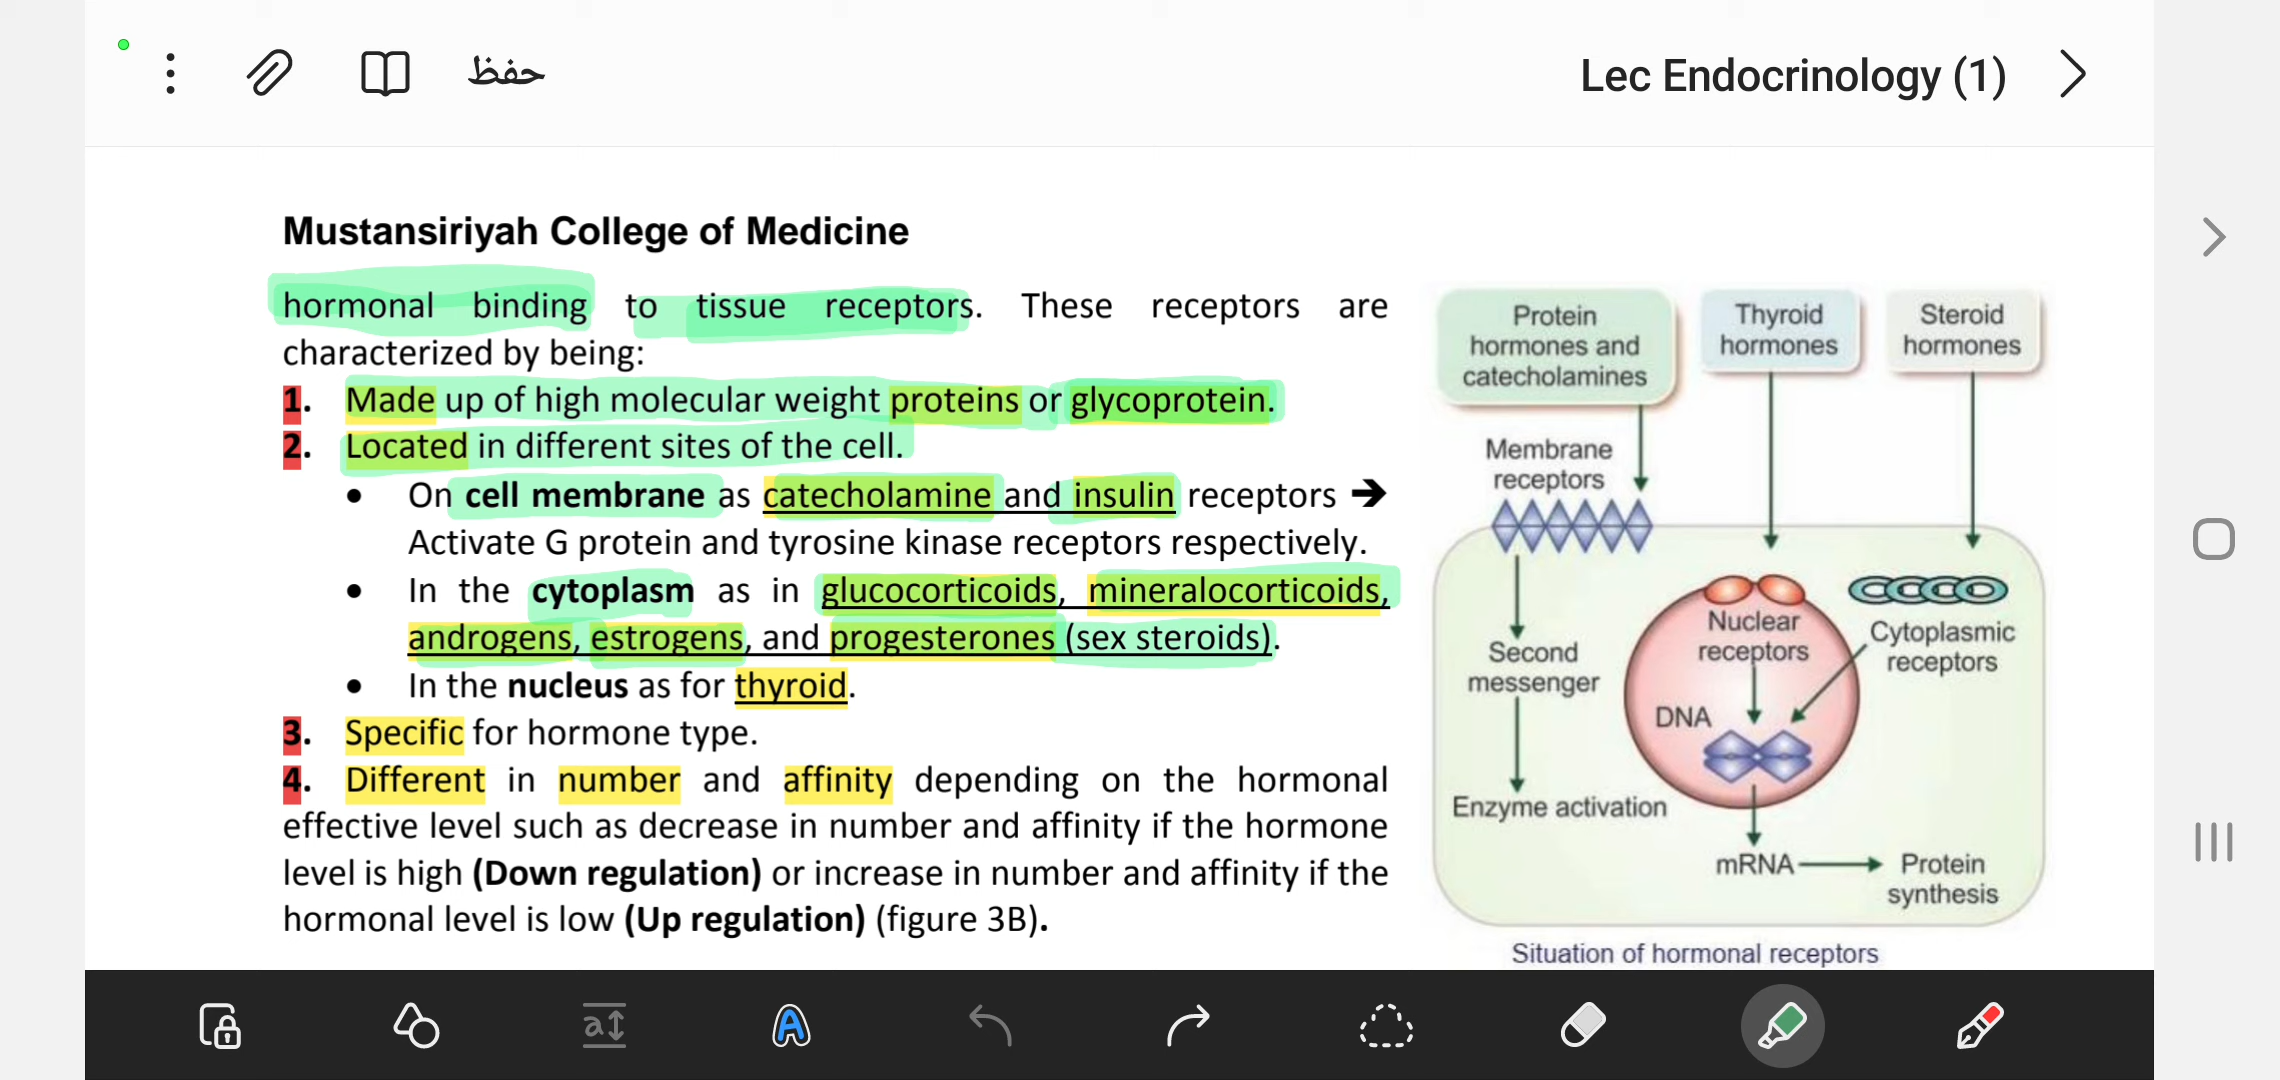 حفظ
Lec Endocrinology (1)
Mustansiriyah College of Medicine
hormonal binding to tissue receptors. These receptors are
characterized by being:
1. Made up of high molecular weight proteins or glycoprotein.
2. Located in different sites of the cell.
• On cell membrane as catecholamine and insulin receptors ➔
Activate G protein and tyrosine kinase receptors respectively.
• In the cytoplasm as in glucocorticoids, mineralocorticoids,
androgens, estrogens, and progesterones (sex steroids).
• In the nucleus as for thyroid.
3. Specific for hormone type.
4. Different in number and affinity depending on the hormonal
effective level such as decrease in number and affinity if the hormone
level is high (Down regulation) or increase in number and affinity if the
hormonal level is low (Up regulation) (figure 3B).
Protein
hormones and
catecholamines
Thyroid
hormones
Steroid
hormones
Membrane
receptors
Nuclear
receptors
Cytoplasmic
receptors
Second
messenger
DNA
Enzyme activation
mRNA
Protein
synthesis
Situation of hormonal receptors
a
A